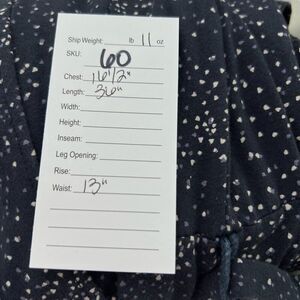 Ship Weight: lb 11 oz
SKU: 60
Chest: 16 1/2"
Length: 36"
Width:
Height:
Inseam:
Leg Opening:
Rise:
Waist: 13"